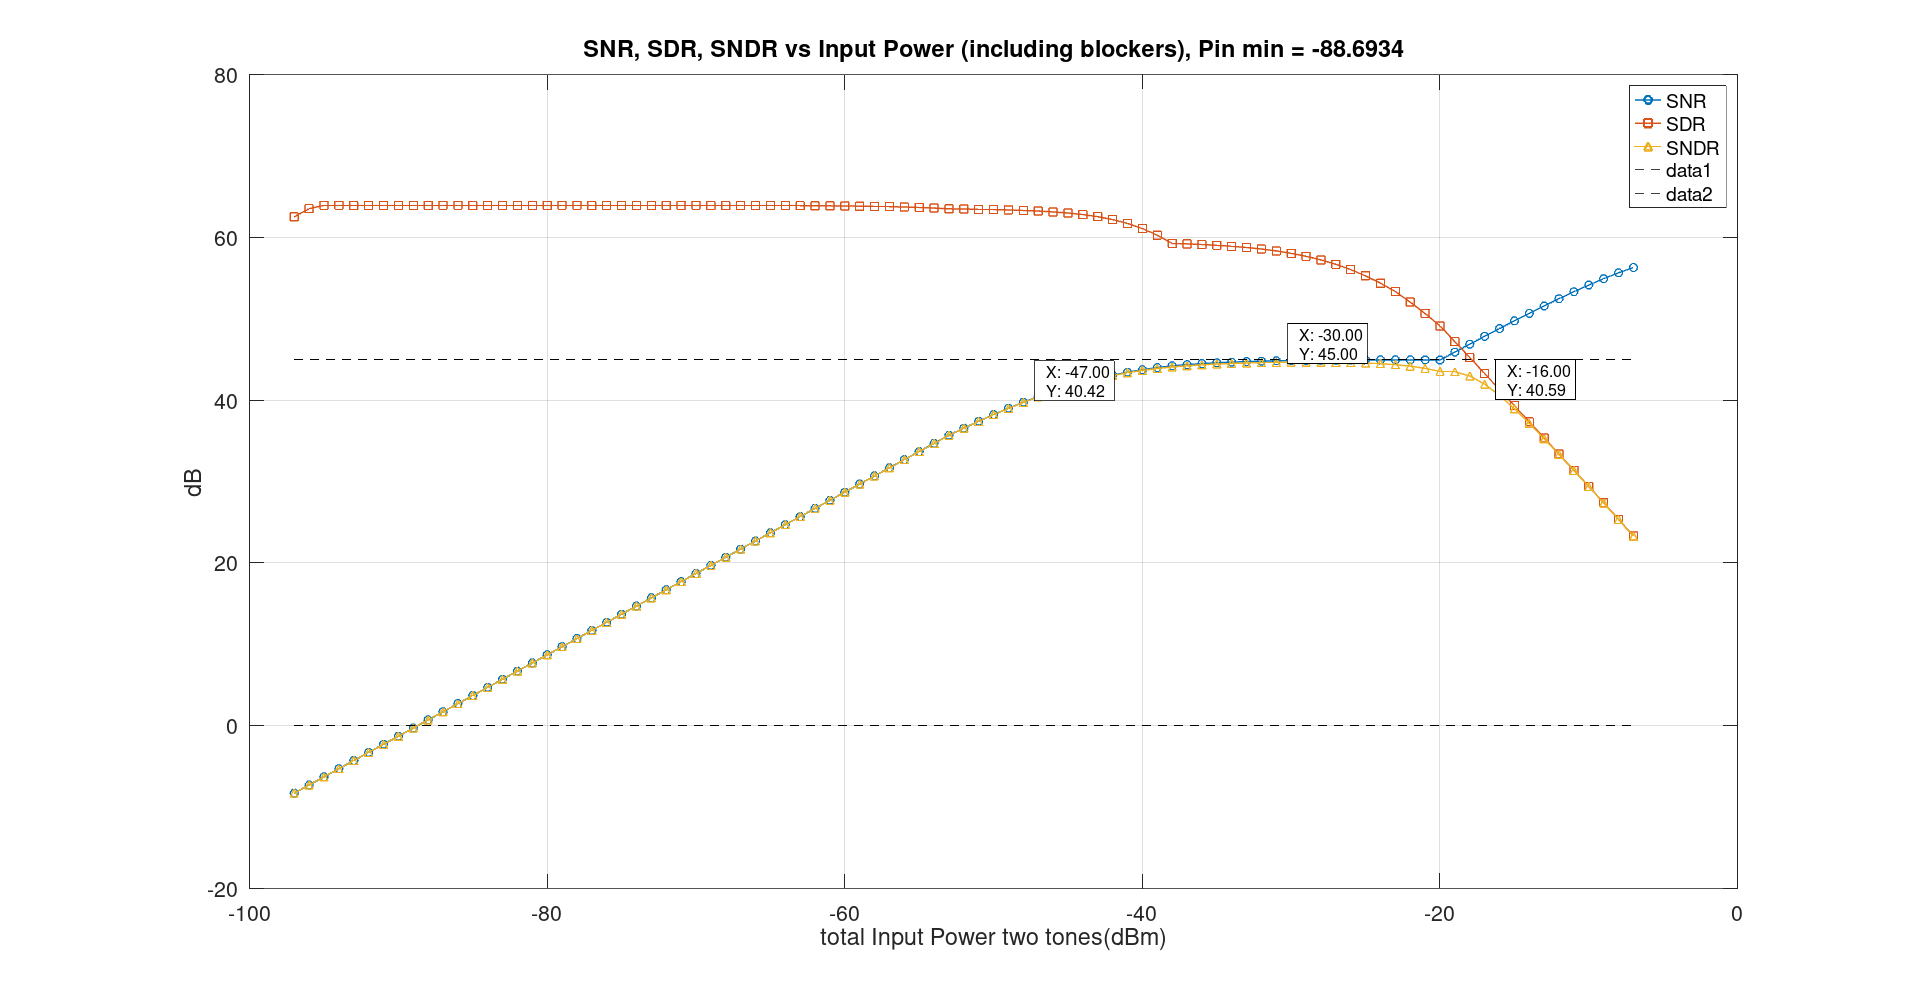 SNR, SDR, SNDR vs Input Power (including blockers), Pin min = -88.6934
80
60
40
20
0
-20
dB
-100
-80
-60
-40
-20
0
total Input Power two tones(dBm)
SNR
SDR
SNDR
data1
data2
X: -47.00
Y: 40.42
X: -30.00
Y: 45.00
X: -16.00
Y: 40.59